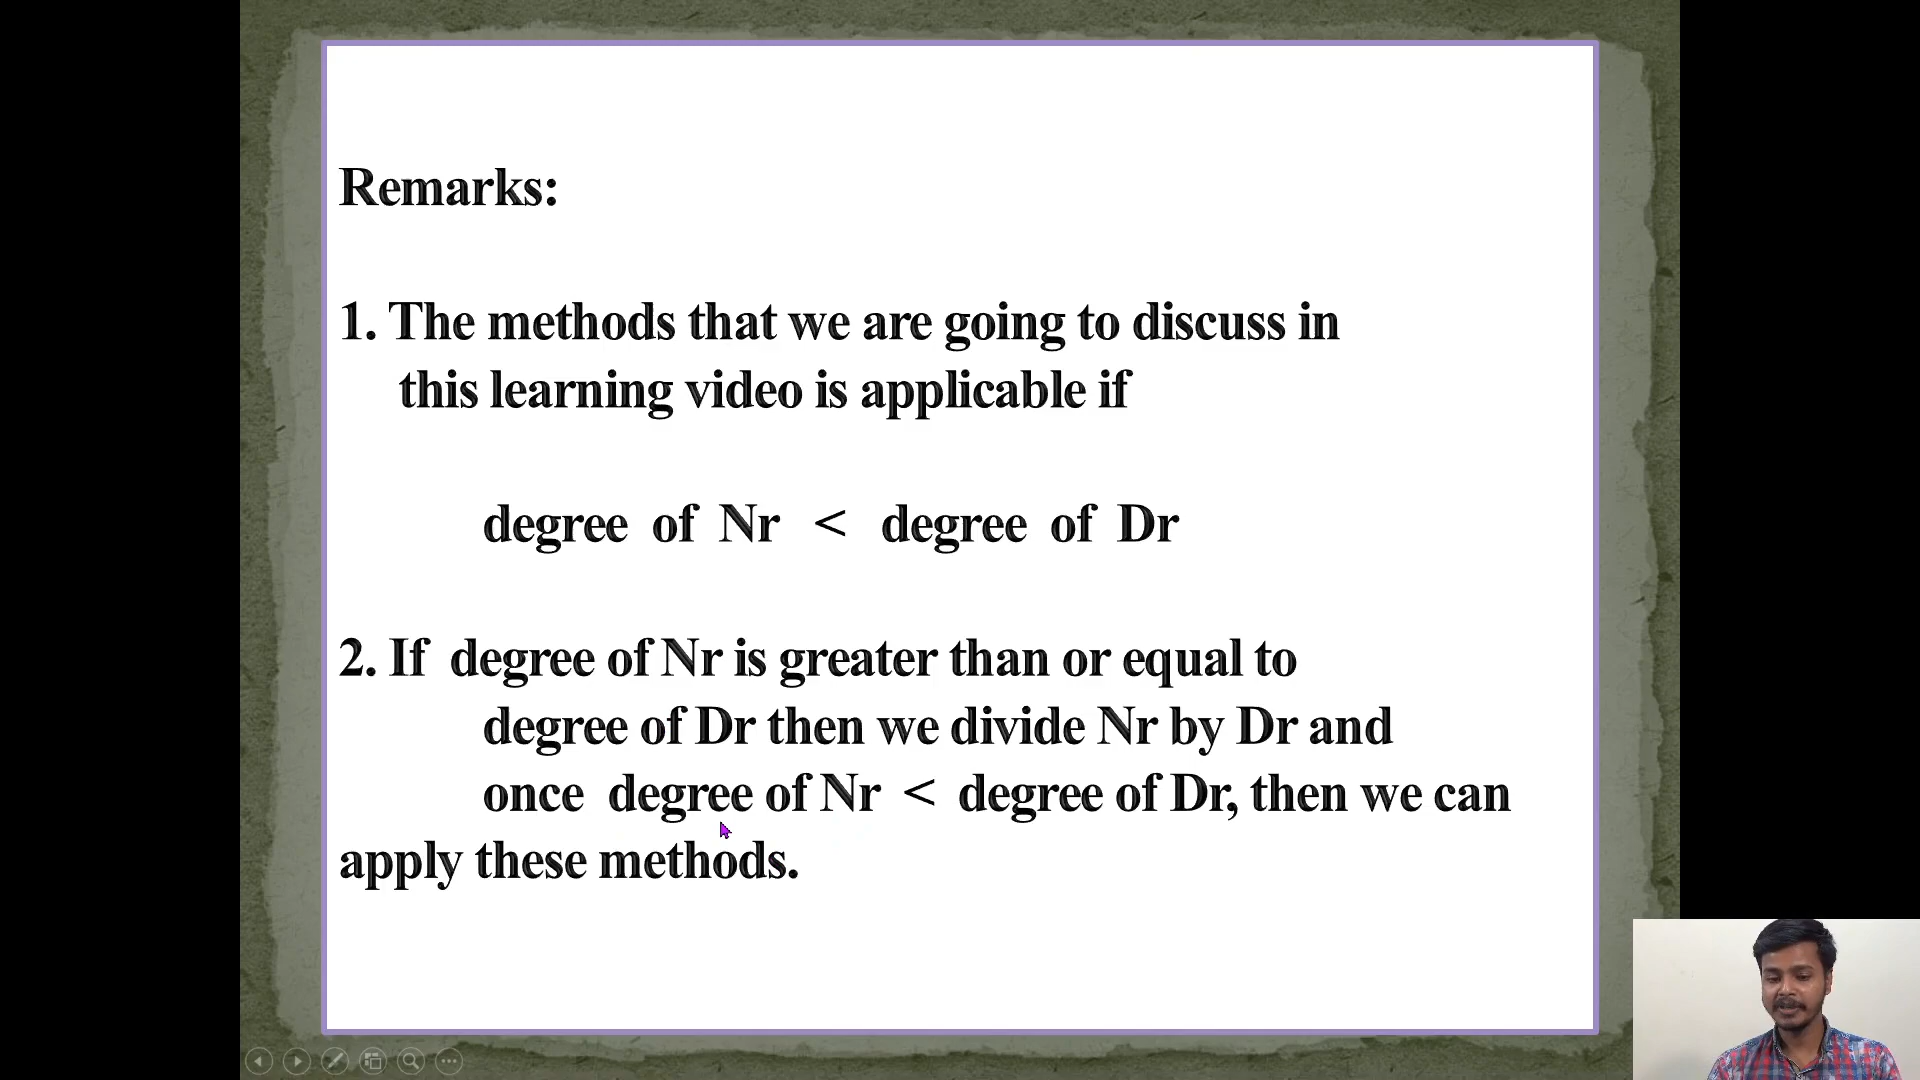 Remarks:
1. The methods that we are going to discuss in
this learning video is applicable if
degree of Nr < degree of Dr
2. If degree of Nr is greater than or equal to
degree of Dr then we divide Nr by Dr and
once degree of Nr < degree of Dr, then we can
apply these methods.